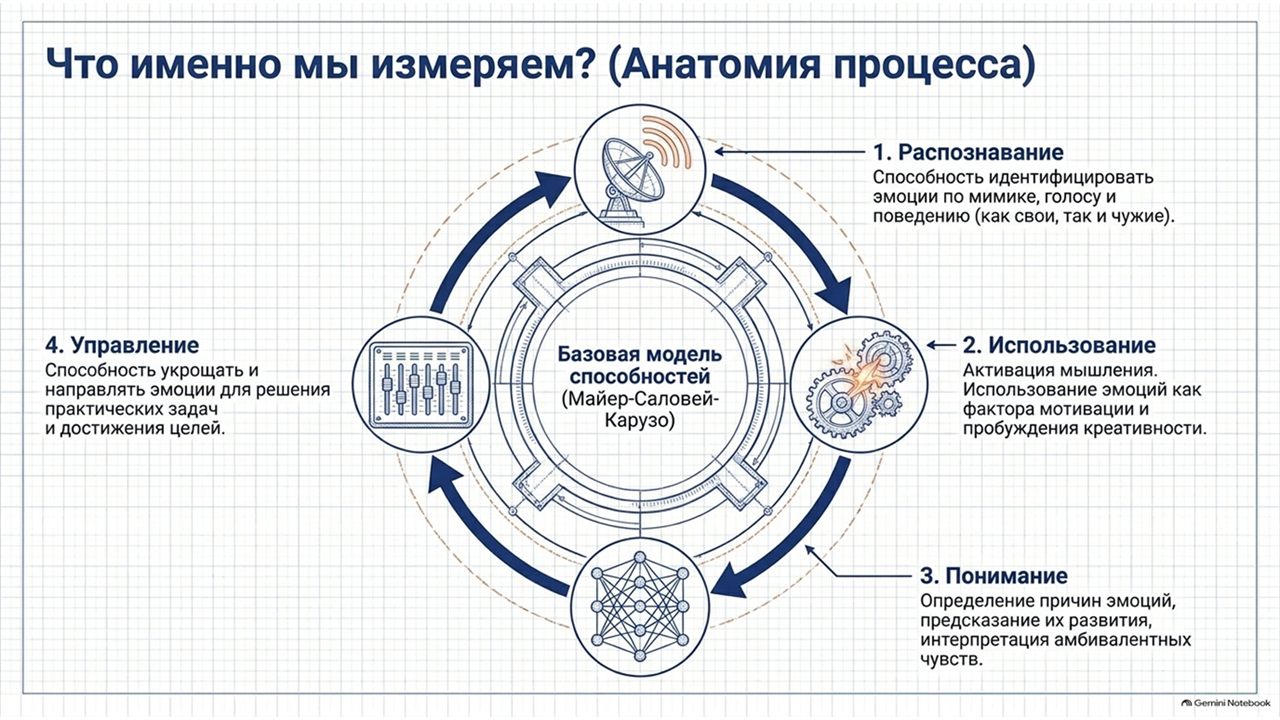 Что именно мы измеряем? (Анатомия процесса)
1. Распознавание
Способность идентифицировать
эмоции по мимике, голосу и
поведению (как свои, так и чужие).
2. Использование
Активация мышления.
Использование эмоций как
фактора мотивации и
пробуждения креативности.
3. Понимание
Определение причин эмоций,
предсказание их развития,
интерпретация амбивалентных
чувств.
4. Управление
Способность укрощать и
направлять эмоции для решения
практических задач
и достижения целей.
Базовая модель
способностей
(Майер-Саловей-
Карузо)
Gemini Notebook